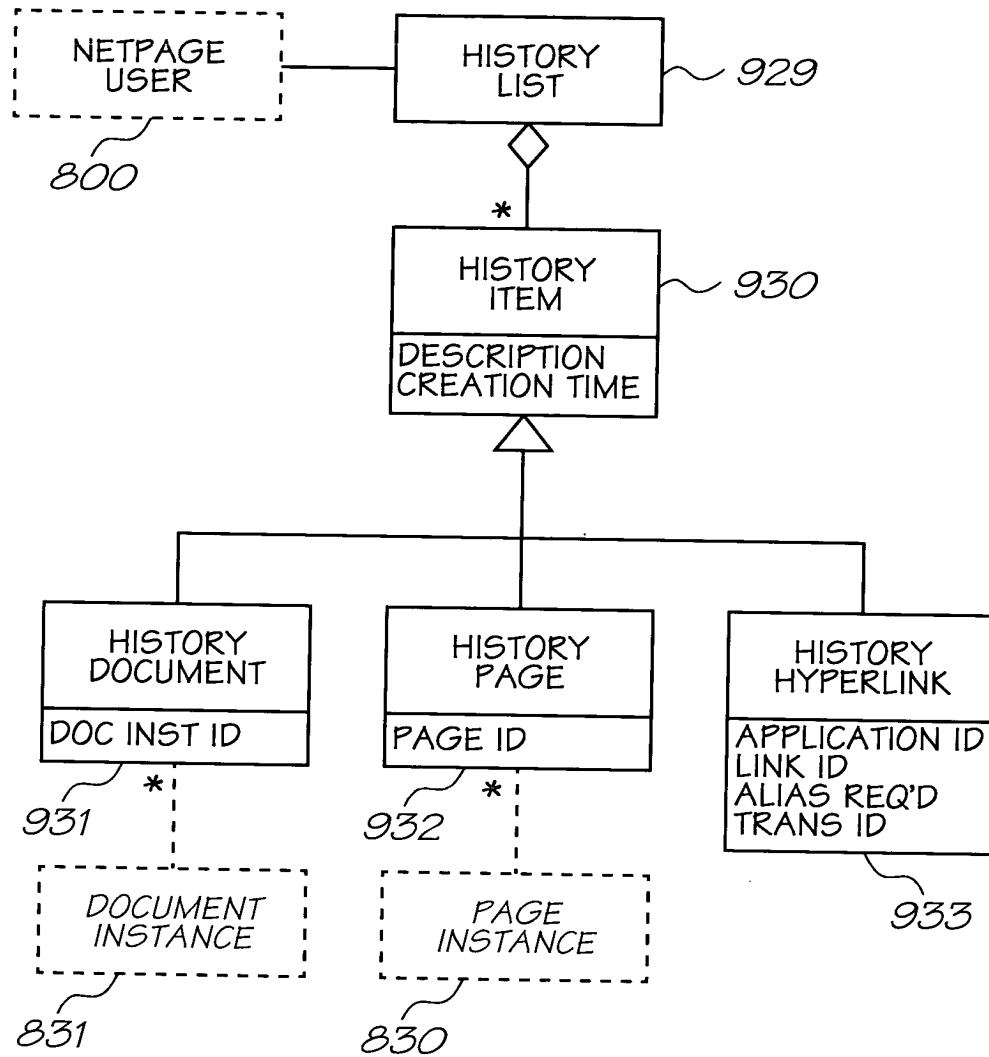 NETPAGE
USER
800
HISTORY
LIST
929
*
HISTORY
ITEM
930
DESCRIPTION
CREATION TIME
HISTORY
DOCUMENT
DOC INST ID
931
*
DOCUMENT
INSTANCE
831
HISTORY
PAGE
PAGE ID
932
*
PAGE
INSTANCE
830
HISTORY
HYPERLINK
APPLICATION ID
LINK ID
ALIAS REQ'D
TRANS ID
933